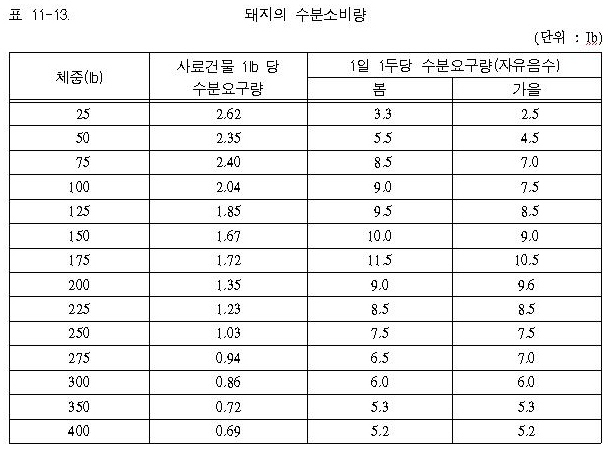 표 11-13. 돼지의 수분소비량
(단위 : lb)
체중(lb) 사료건물 1lb 당 수분요구량 1일 1두당 수분요구량(자유음수)
봄 가을
25 2.62 3.3 2.5
50 2.35 5.5 4.5
75 2.40 8.5 7.0
100 2.04 9.0 7.5
125 1.85 9.5 8.5
150 1.67 10.0 9.0
175 1.72 11.5 10.5
200 1.35 9.0 9.6
225 1.23 8.5 8.5
250 1.03 7.5 7.5
275 0.94 6.5 7.0
300 0.86 6.0 6.0
350 0.72 5.3 5.3
400 0.69 5.2 5.2